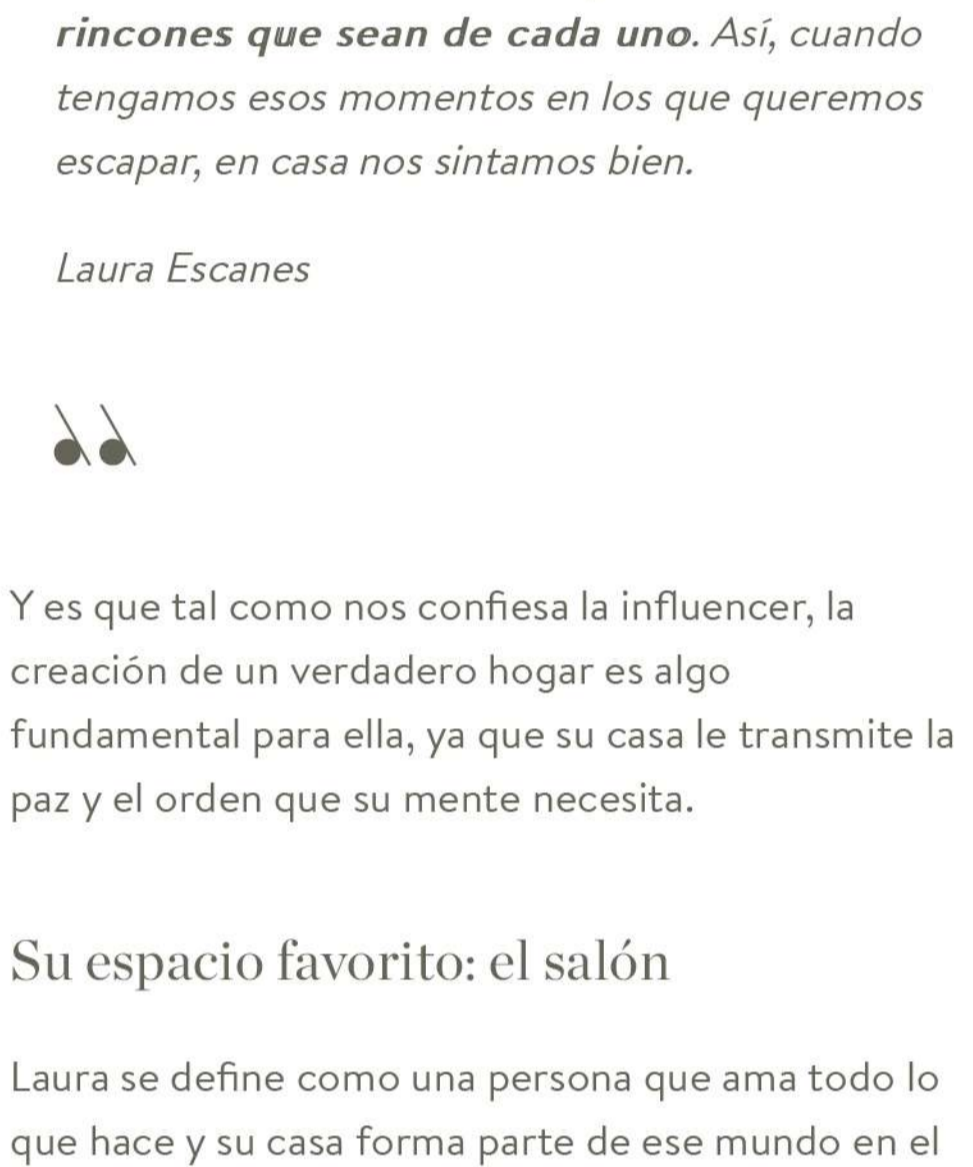 rincones que sean de cada uno. Así, cuando
tengamos esos momentos en los que queremos
escapar, en casa nos sintamos bien.
Laura Escanes
Y es que tal como nos confiesa la influencer, la
creación de un verdadero hogar es algo
fundamental para ella, ya que su casa le transmite la
paz y el orden que su mente necesita.
Su espacio favorito: el salón
Laura se define como una persona que ama todo lo
que hace y su casa forma parte de ese mundo en el